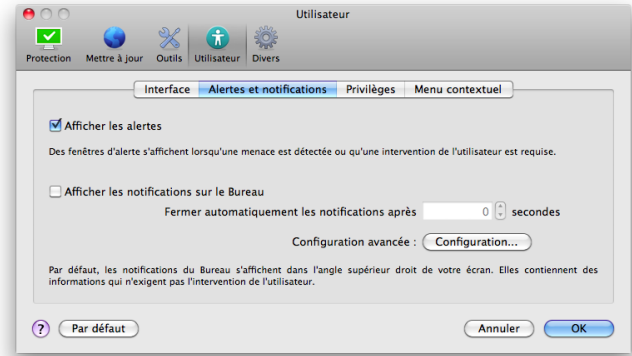 Utilisateur
Protection Mettre à jour Outils Utilisateur Divers
Interface Alertes et notifications Privilèges Menu contextuel
Afficher les alertes
Des fenêtres d'alerte s'affichent lorsqu'une menace est détectée ou qu'une intervention de l'utilisateur est requise.
Afficher les notifications sur le Bureau
Fermer automatiquement les notifications après 0 secondes
Configuration avancée : Configuration...
Par défaut, les notifications du Bureau s'affichent dans l'angle supérieur droit de votre écran. Elles contiennent des
informations qui n'exigent pas l'intervention de l'utilisateur.
? Par défaut Annuler OK